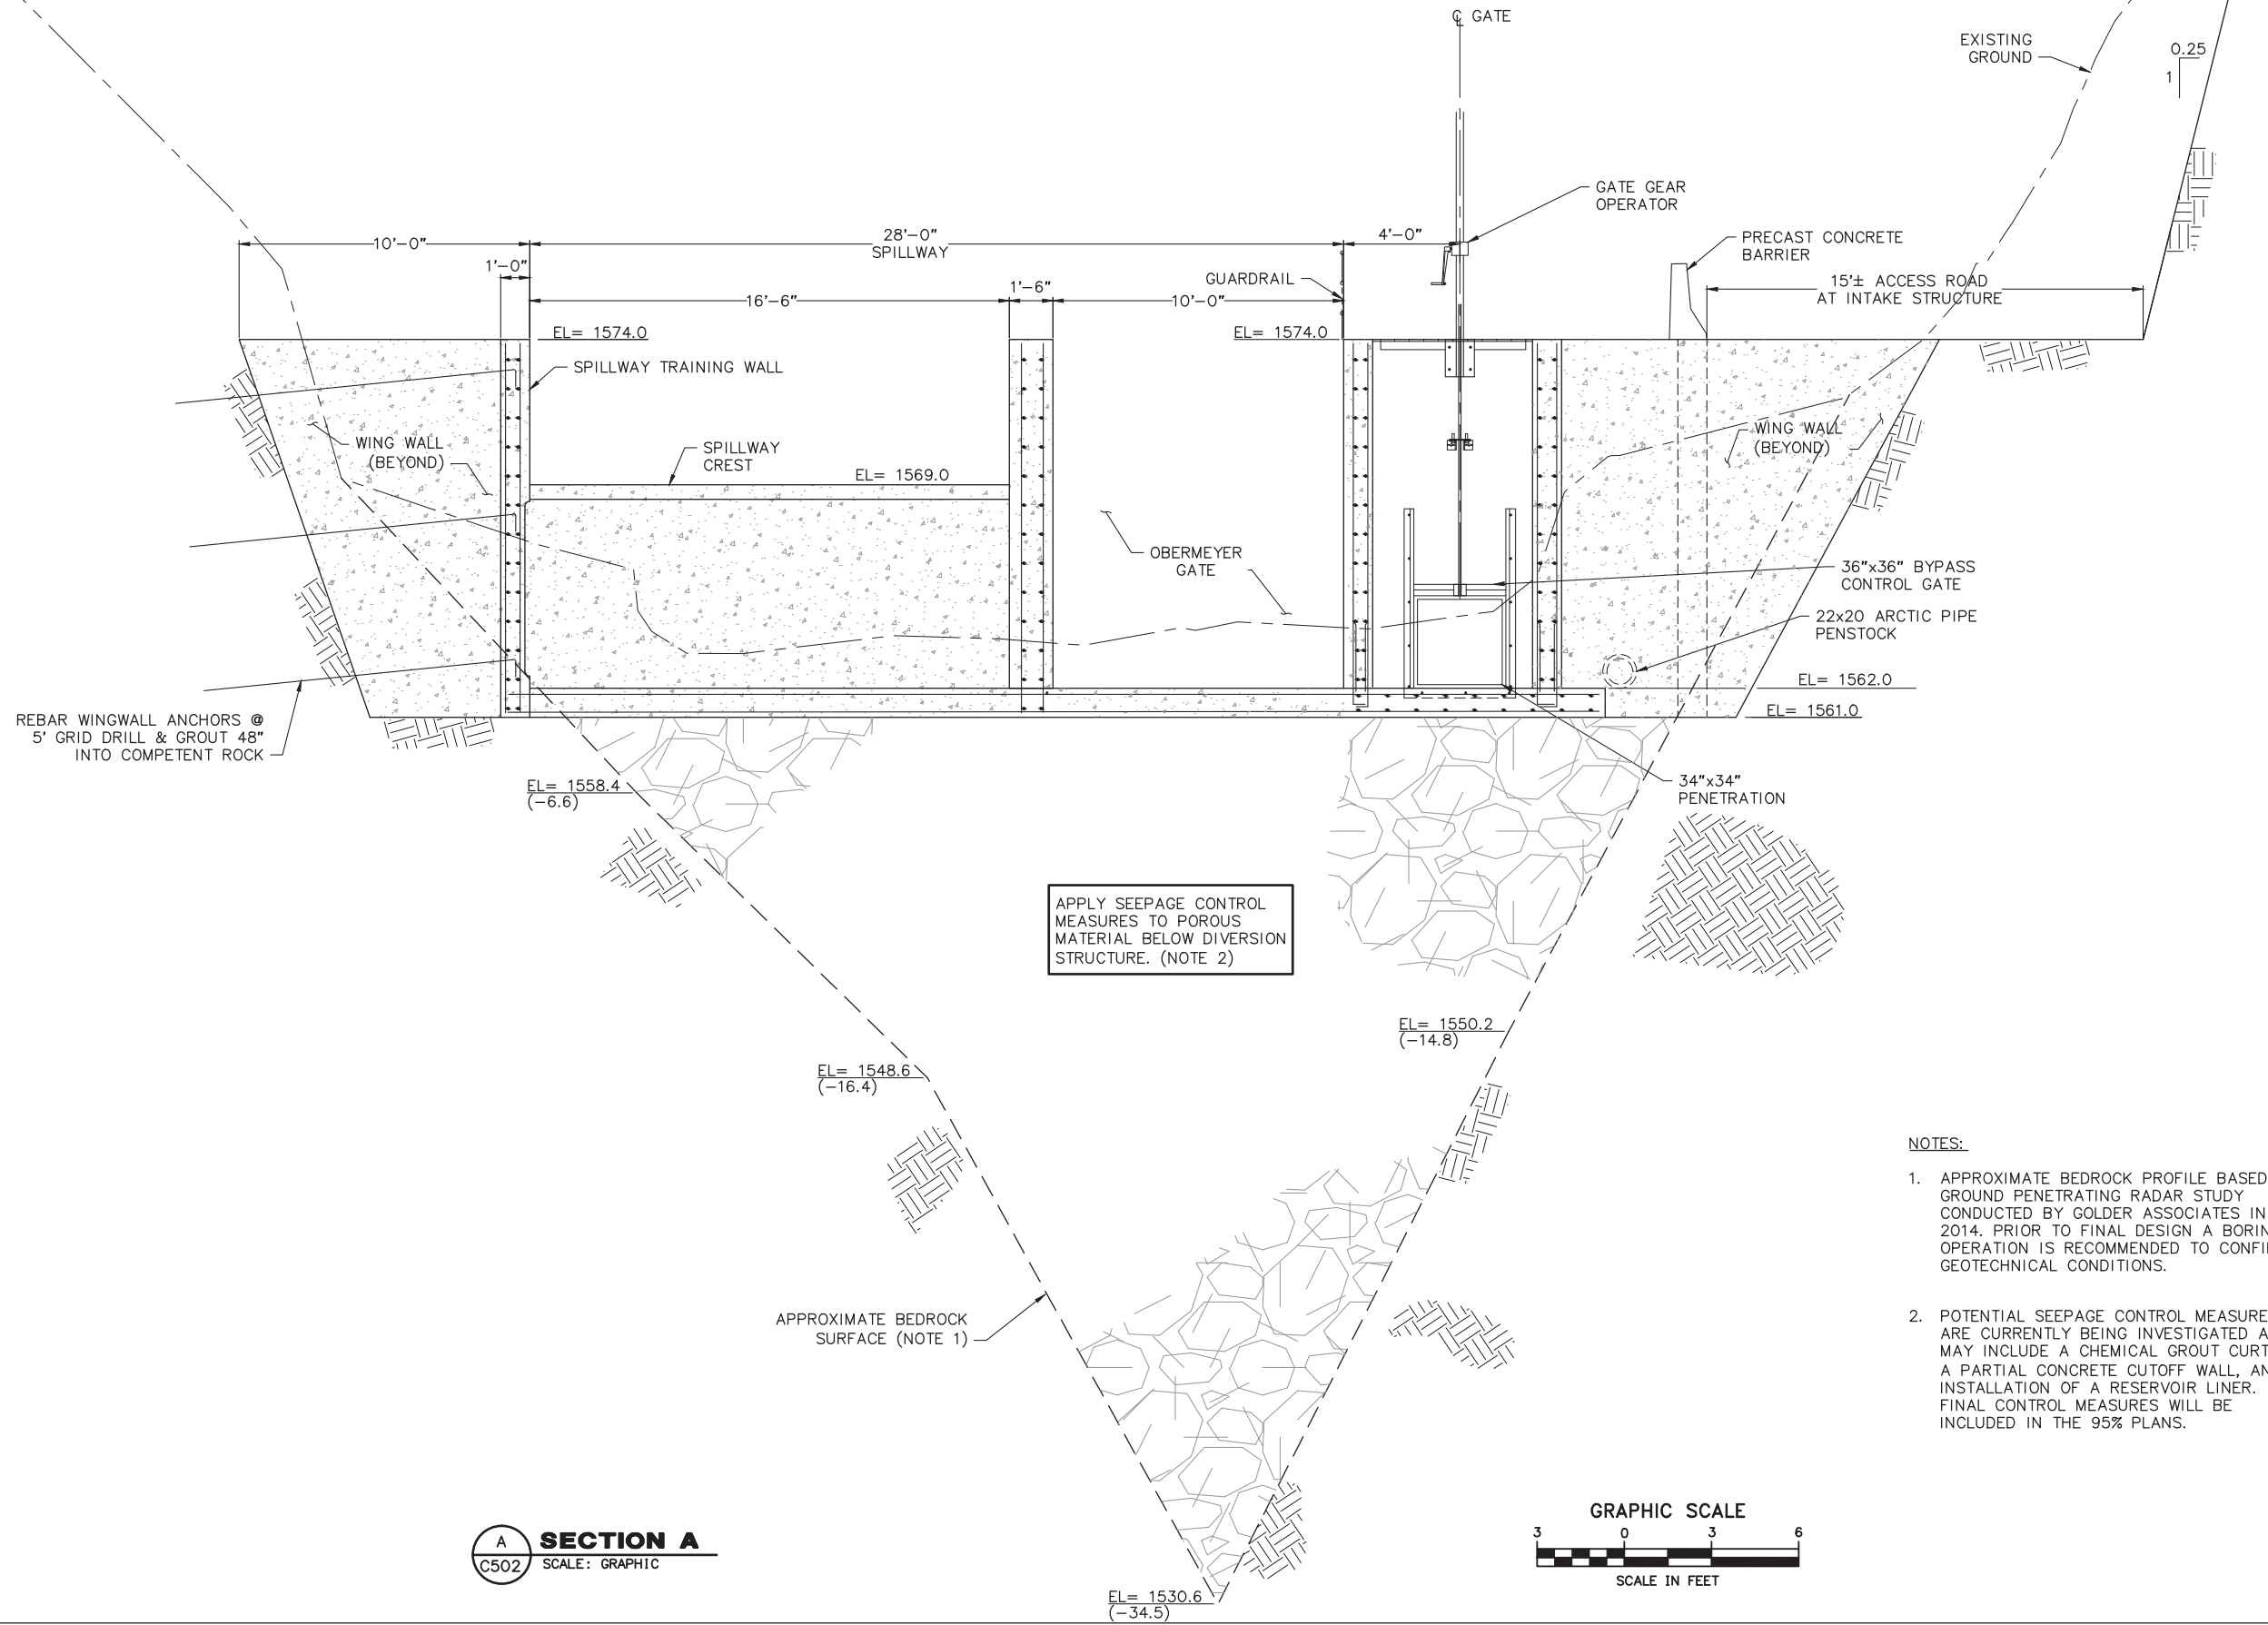 ℄ GATE
EXISTING
GROUND
0.25
1
GATE GEAR
OPERATOR
10'-0"
28'-0"
SPILLWAY
4'-0"
PRECAST CONCRETE
BARRIER
1'-0"
GUARDRAIL
15'± ACCESS ROAD
AT INTAKE STRUCTURE
16'-6"
1'-6"
10'-0"
EL= 1574.0
EL= 1574.0
SPILLWAY TRAINING WALL
WING WALL
(BEYOND)
SPILLWAY
CREST
EL= 1569.0
WING WALL
(BEYOND)
OBERMEYER
GATE
36"x36" BYPASS
CONTROL GATE
22x20 ARCTIC PIPE
PENSTOCK
EL= 1562.0
EL= 1561.0
REBAR WINGWALL ANCHORS @
5' GRID DRILL & GROUT 48"
INTO COMPETENT ROCK
EL= 1558.4
(-6.6)
34"x34"
PENETRATION
APPLY SEEPAGE CONTROL
MEASURES TO POROUS
MATERIAL BELOW DIVERSION
STRUCTURE. (NOTE 2)
EL= 1550.2
(-14.8)
EL= 1548.6
(-16.4)
APPROXIMATE BEDROCK
SURFACE (NOTE 1)
NOTES:
1. APPROXIMATE BEDROCK PROFILE BASED
GROUND PENETRATING RADAR STUDY
CONDUCTED BY GOLDER ASSOCIATES IN
2014. PRIOR TO FINAL DESIGN A BORIN
OPERATION IS RECOMMENDED TO CONFI
GEOTECHNICAL CONDITIONS.
2. POTENTIAL SEEPAGE CONTROL MEASURE
ARE CURRENTLY BEING INVESTIGATED A
MAY INCLUDE A CHEMICAL GROUT CURT
A PARTIAL CONCRETE CUTOFF WALL, AN
INSTALLATION OF A RESERVOIR LINER.
FINAL CONTROL MEASURES WILL BE
INCLUDED IN THE 95% PLANS.
GRAPHIC SCALE
3 0 3 6
SCALE IN FEET
A
C502
SECTION A
SCALE: GRAPHIC
EL= 1530.6
(-34.5)